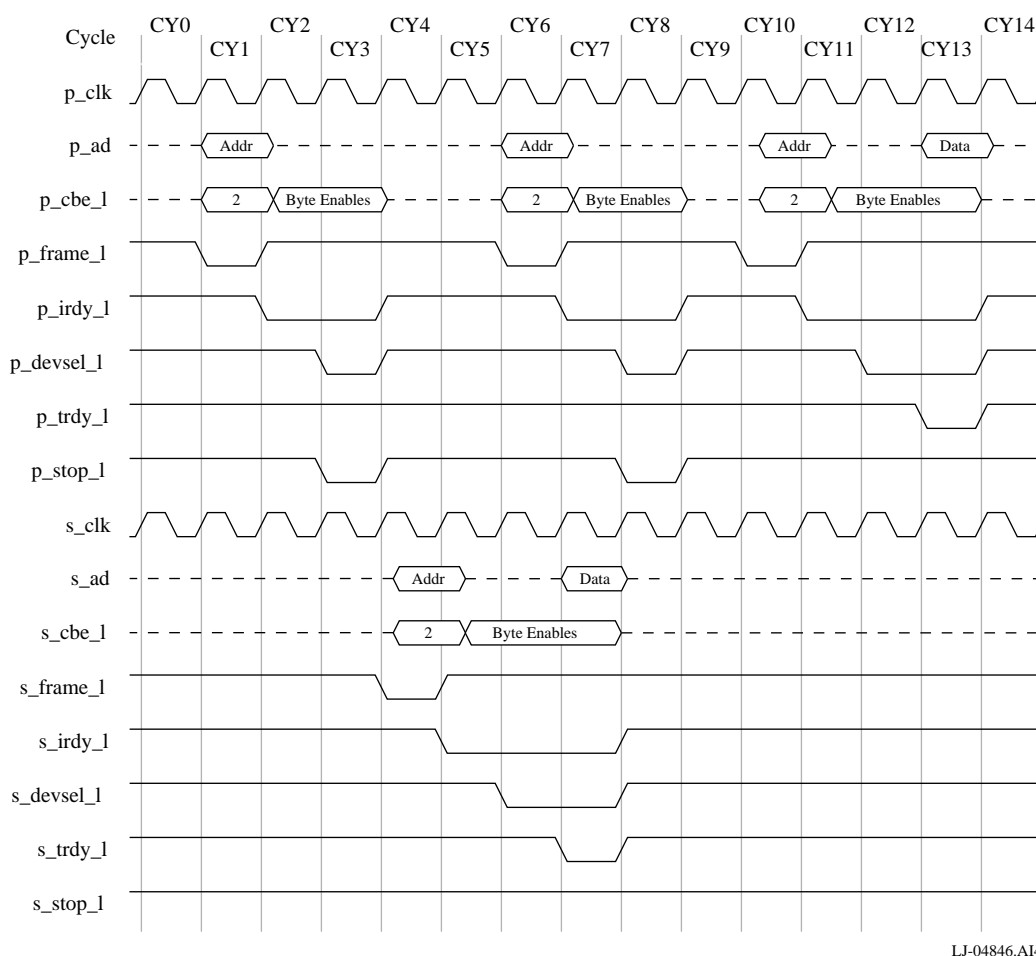 CY0 CY2 CY4 CY6 CY8 CY10 CY12 CY14
Cycle
CY1 CY3 CY5 CY7 CY9 CY11 CY13
p_clk
p_ad Addr Addr Addr Data
p_cbe_l 2 Byte Enables 2 Byte Enables 2 Byte Enables
p_frame_l
p_irdy_l
p_devsel_l
p_trdy_l
p_stop_l
s_clk
s_ad Addr Data
s_cbe_l 2 Byte Enables
s_frame_l
s_irdy_l
s_devsel_l
s_trdy_l
s_stop_l